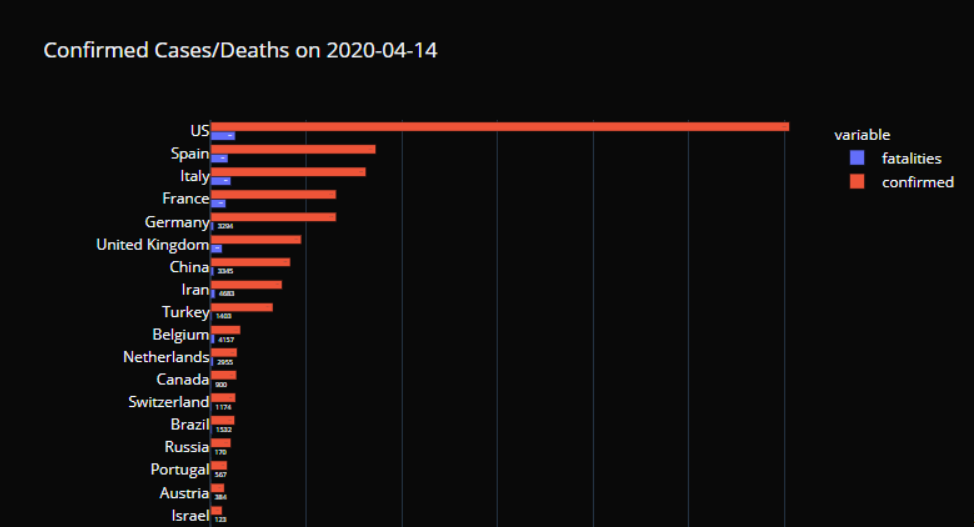 Confirmed Cases/Deaths on 2020-04-14
variable
fatalities
confirmed
US
Spain
Italy
France
Germany
3294
United Kingdom
China
3345
Iran
4683
Turkey
1403
Belgium
4157
Netherlands
2955
Canada
900
Switzerland
1174
Brazil
1532
Russia
170
Portugal
567
Austria
384
Israel
123